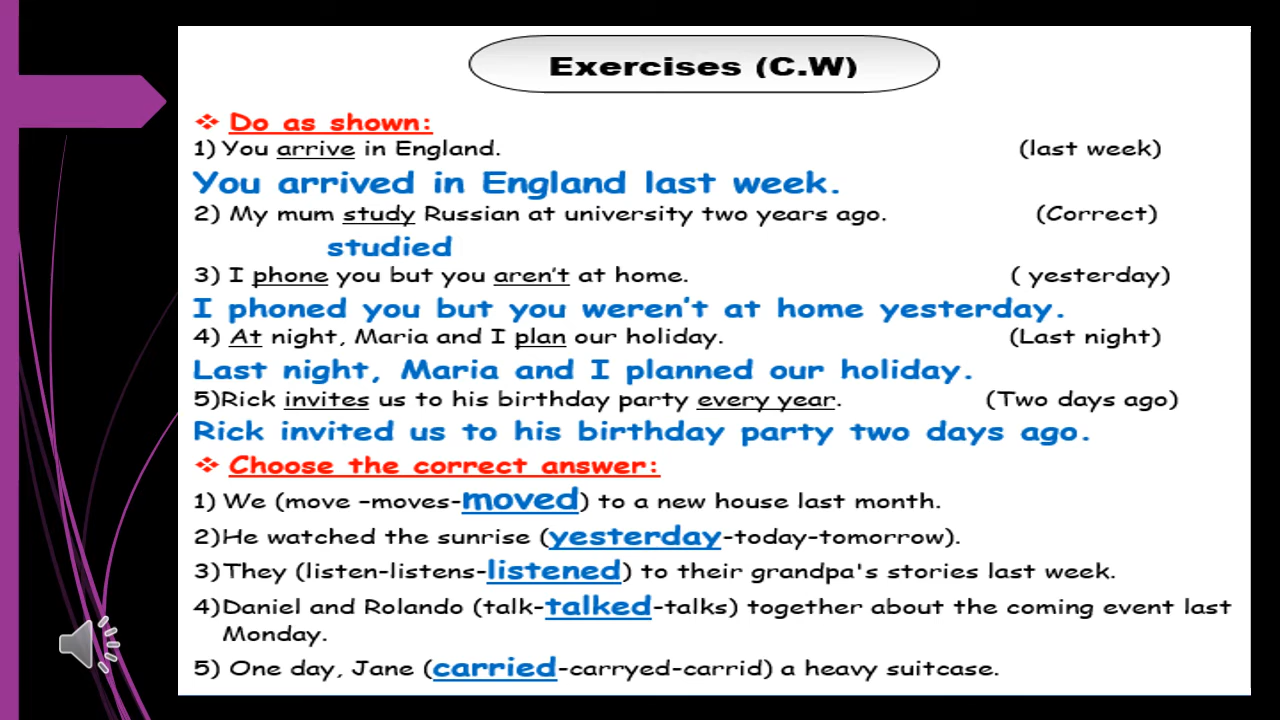 Exercises (C.W)
❖ Do as shown:
1) You arrive in England. (last week)
You arrived in England last week.
2) My mum study Russian at university two years ago. (Correct)
studied
3) I phone you but you aren't at home. ( yesterday)
I phoned you but you weren't at home yesterday.
4) At night, Maria and I plan our holiday. (Last night)
Last night, Maria and I planned our holiday.
5)Rick invites us to his birthday party every year. (Two days ago)
Rick invited us to his birthday party two days ago.
❖ Choose the correct answer:
1) We (move –moves-moved) to a new house last month.
2)He watched the sunrise (yesterday-today-tomorrow).
3)They (listen-listens-listened) to their grandpa's stories last week.
4)Daniel and Rolando (talk-talked-talks) together about the coming event last
Monday.
5) One day, Jane (carried-carryed-carrid) a heavy suitcase.